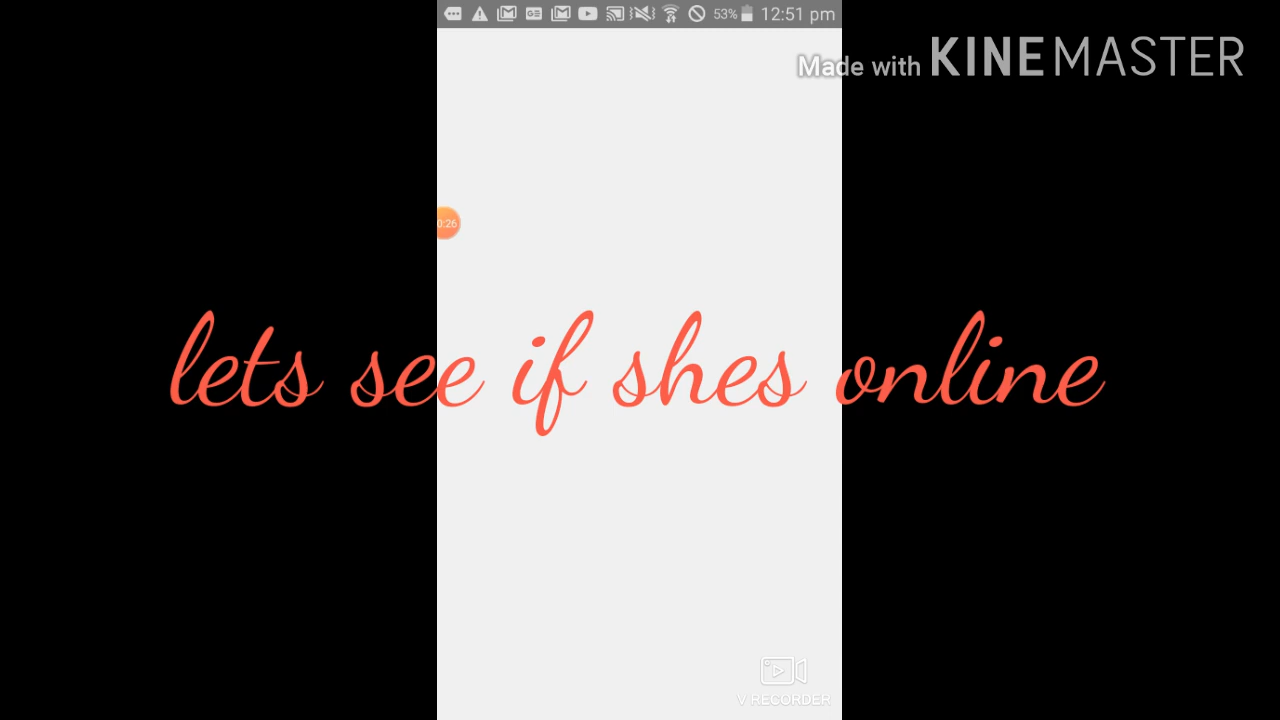 53% 12:51 pm
Made with KINEMASTER
0:26
lets see if shes online
V RECORDER